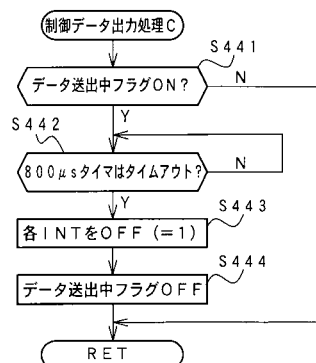 制御データ出力処理C
S441
データ送出中フラグON?
N
Y
S442
800μsタイマはタイムアウト?
N
Y
S443
各INTをOFF(=1)
S444
データ送出中フラグOFF
RET